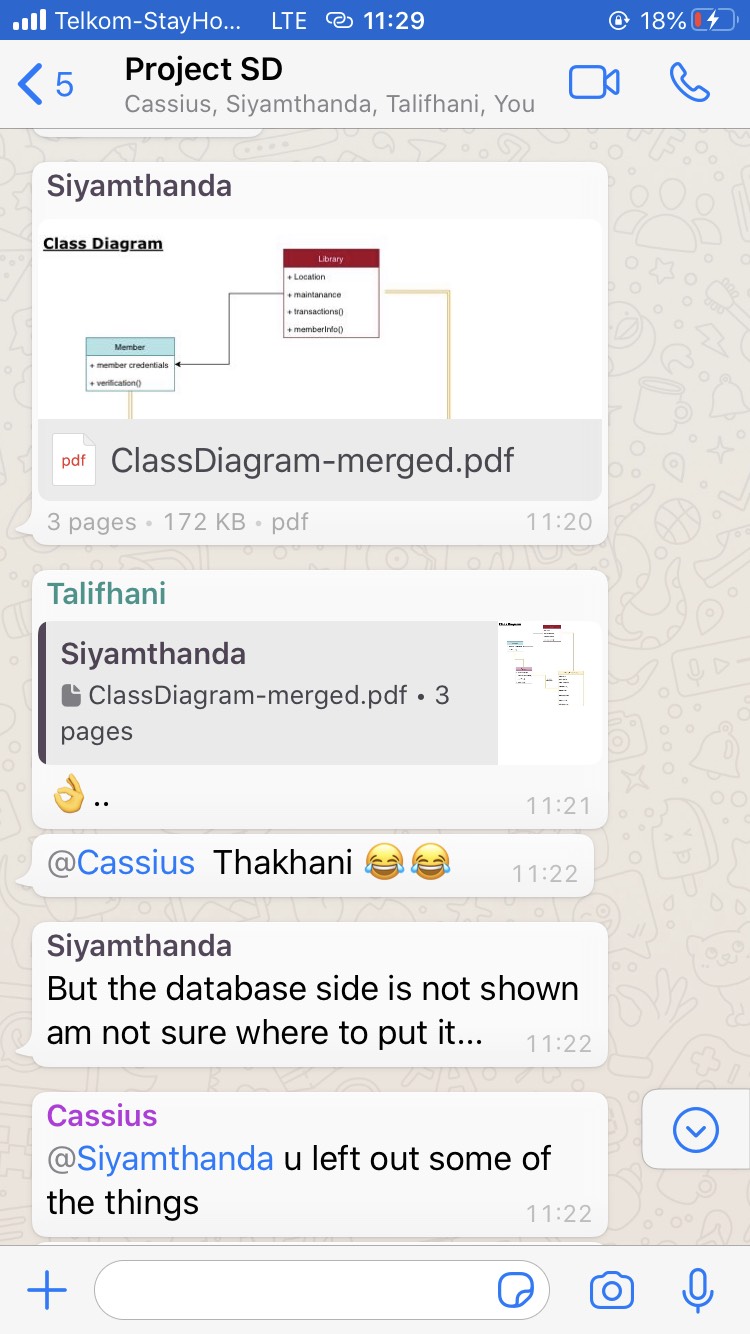 Telkom-StayHo... LTE 11:29 18%
5 Project SD
Cassius, Siyamthanda, Talifhani, You
Siyamthanda
Class Diagram
Library
+ Location
+ maintanance
+ transactions()
+ memberInfo()
Member
+ member credentials
+ verification()
pdf ClassDiagram-merged.pdf
3 pages • 172 KB • pdf 11:20
Talifhani
Siyamthanda
ClassDiagram-merged.pdf • 3
pages
👌.. 11:21
@Cassius Thakhani 😂😂 11:22
Siyamthanda
But the database side is not shown
am not sure where to put it... 11:22
Cassius
@Siyamthanda u left out some of
the things 11:22